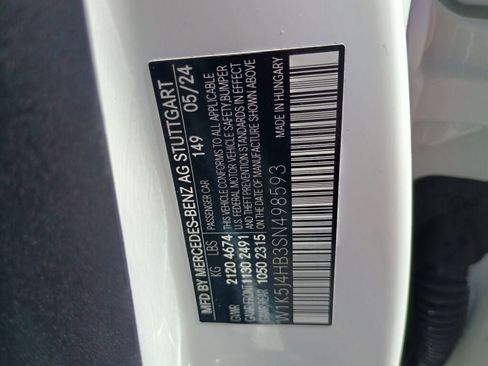 MFD BY MERCEDES-BENZ AG STUTTGART
149 05/24
KG LBS PASSENGER CAR
GVWR 2120 4674 THIS VEHICLE CONFORMS TO ALL APPLICABLE
GAWR FRONT 1130 2491 U.S. FEDERAL MOTOR VEHICLE SAFETY, BUMPER
GAWR REAR 1050 2315 AND THEFT PREVENTION STANDARDS IN EFFECT
ON THE DATE OF MANUFACTURE SHOWN ABOVE
W1K5J4HB3SN498593 MADE IN HUNGARY